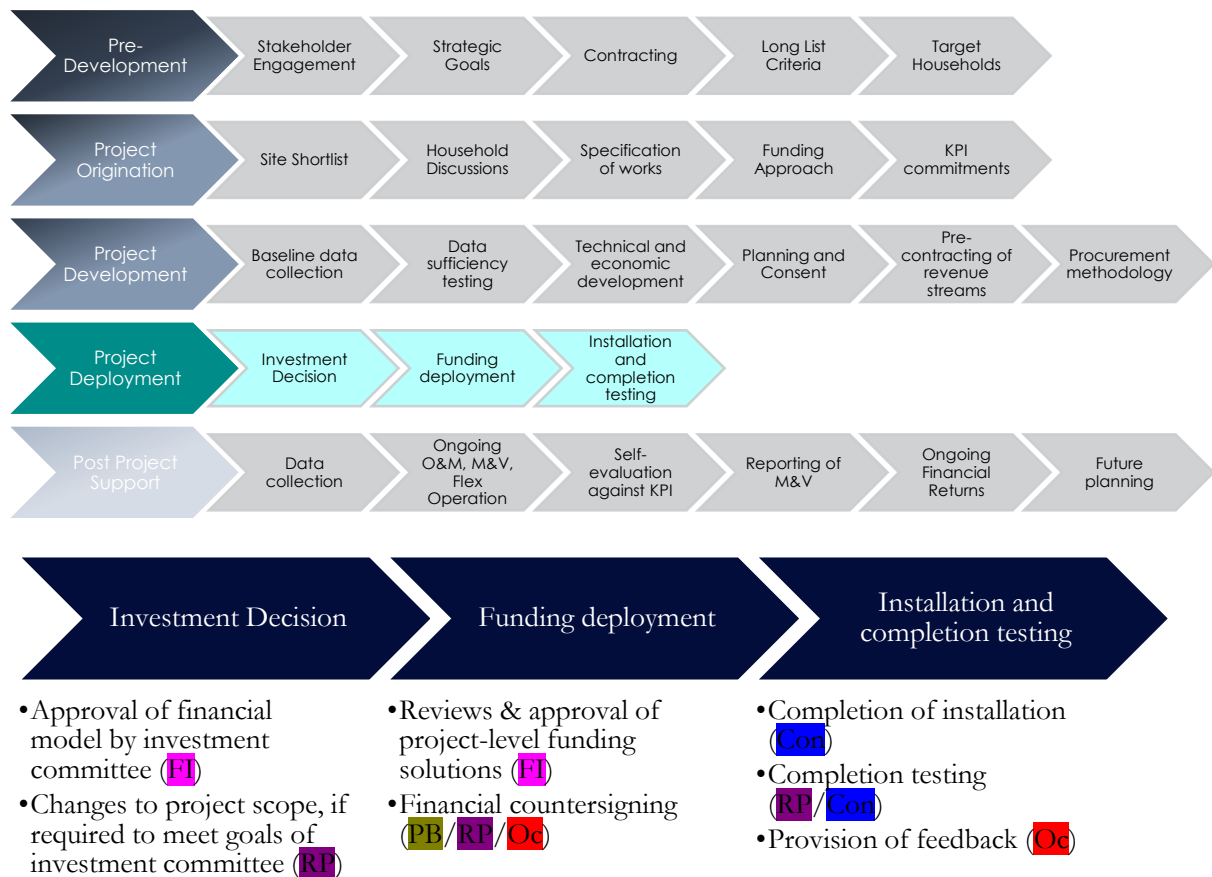 Pre-
Development
Stakeholder
Engagement
Strategic
Goals
Contracting
Long List
Criteria
Target
Households
Project
Origination
Site Shortlist
Household
Discussions
Specification
of works
Funding
Approach
KPI
commitments
Project
Development
Baseline data
collection
Data
sufficiency
testing
Technical and
economic
development
Planning and
Consent
Pre-
contracting of
revenue
streams
Procurement
methodology
Project
Deployment
Investment
Decision
Funding
deployment
Installation
and
completion
testing
Post Project
Support
Data
collection
Ongoing
O&M, M&V,
Flex
Operation
Self-
evaluation
against KPI
Reporting of
M&V
Ongoing
Financial
Returns
Future
planning
Investment Decision
Funding deployment
Installation and
completion testing
•Approval of financial
model by investment
committee (FI)
•Changes to project scope, if
required to meet goals of
investment committee (RP)
•Reviews & approval of
project-level funding
solutions (FI)
•Financial countersigning
(PB/RP/Oc)
•Completion of installation
(Con)
•Completion testing
(RP/Con)
•Provision of feedback (Oc)